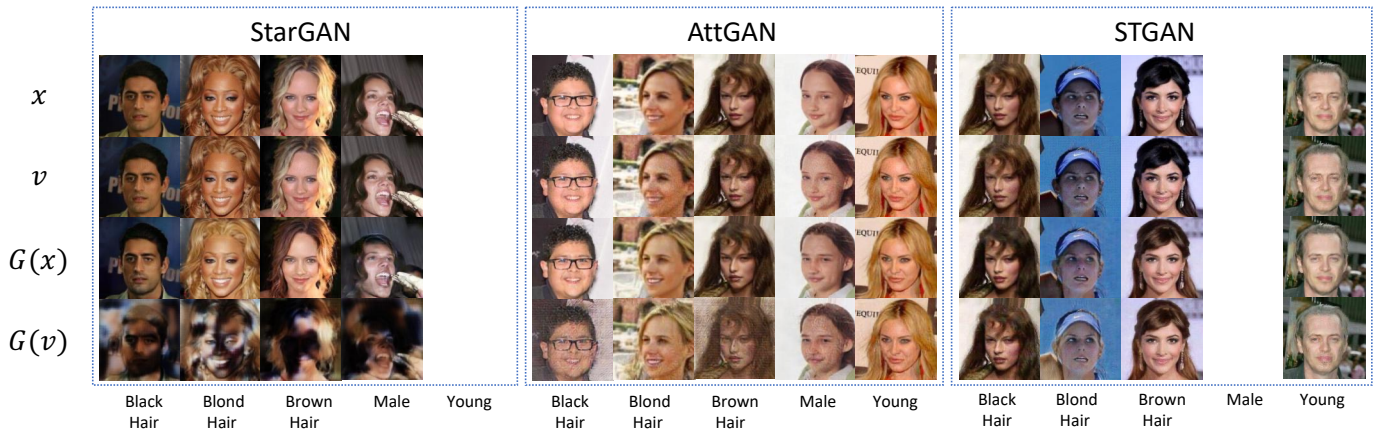 StarGAN AttGAN STGAN
x
v
G(x)
G(v)
Black Blond Brown Male Young Black Blond Brown Male Young Black Blond Brown Male Young
Hair Hair Hair Hair Hair Hair Hair Hair Hair